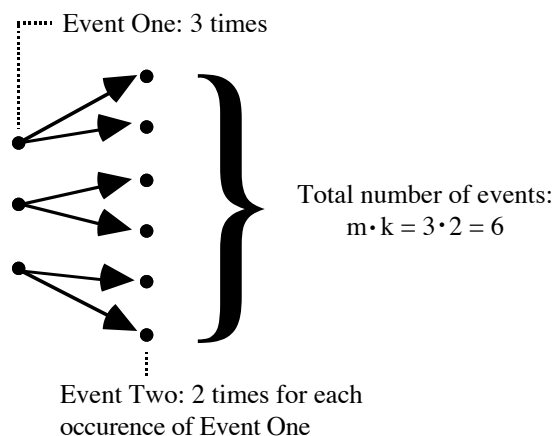 Event One: 3 times
Total number of events:
m·k = 3·2 = 6
Event Two: 2 times for each
occurence of Event One